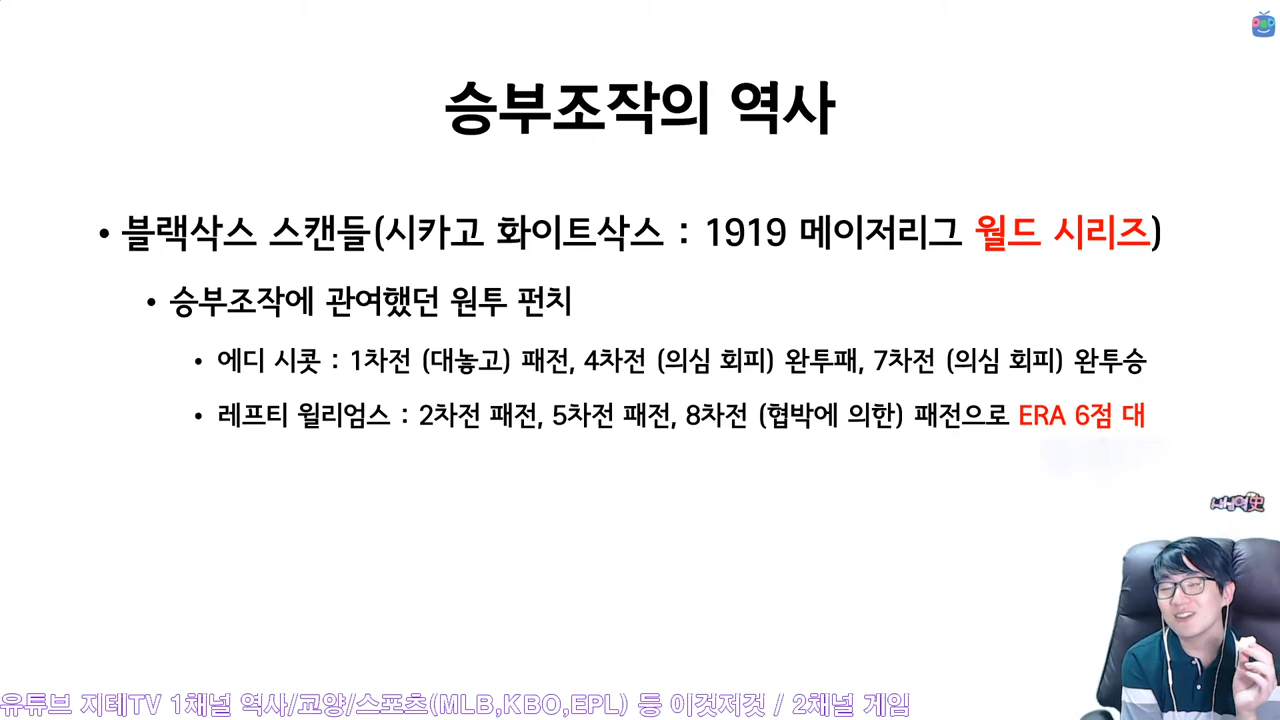 승부조작의 역사
• 블랙삭스 스캔들(시카고 화이트삭스 : 1919 메이저리그 월드 시리즈)
• 승부조작에 관여했던 원투 펀치
• 에디 시콧 : 1차전 (대놓고) 패전, 4차전 (의심 회피) 완투패, 7차전 (의심 회피) 완투승
• 레프티 윌리엄스 : 2차전 패전, 5차전 패전, 8차전 (협박에 의한) 패전으로 ERA 6점 대
유튜브 지테TV 1채널 역사/교양/스포츠(MLB,KBO,EPL) 등 이것저것 / 2채널 게임